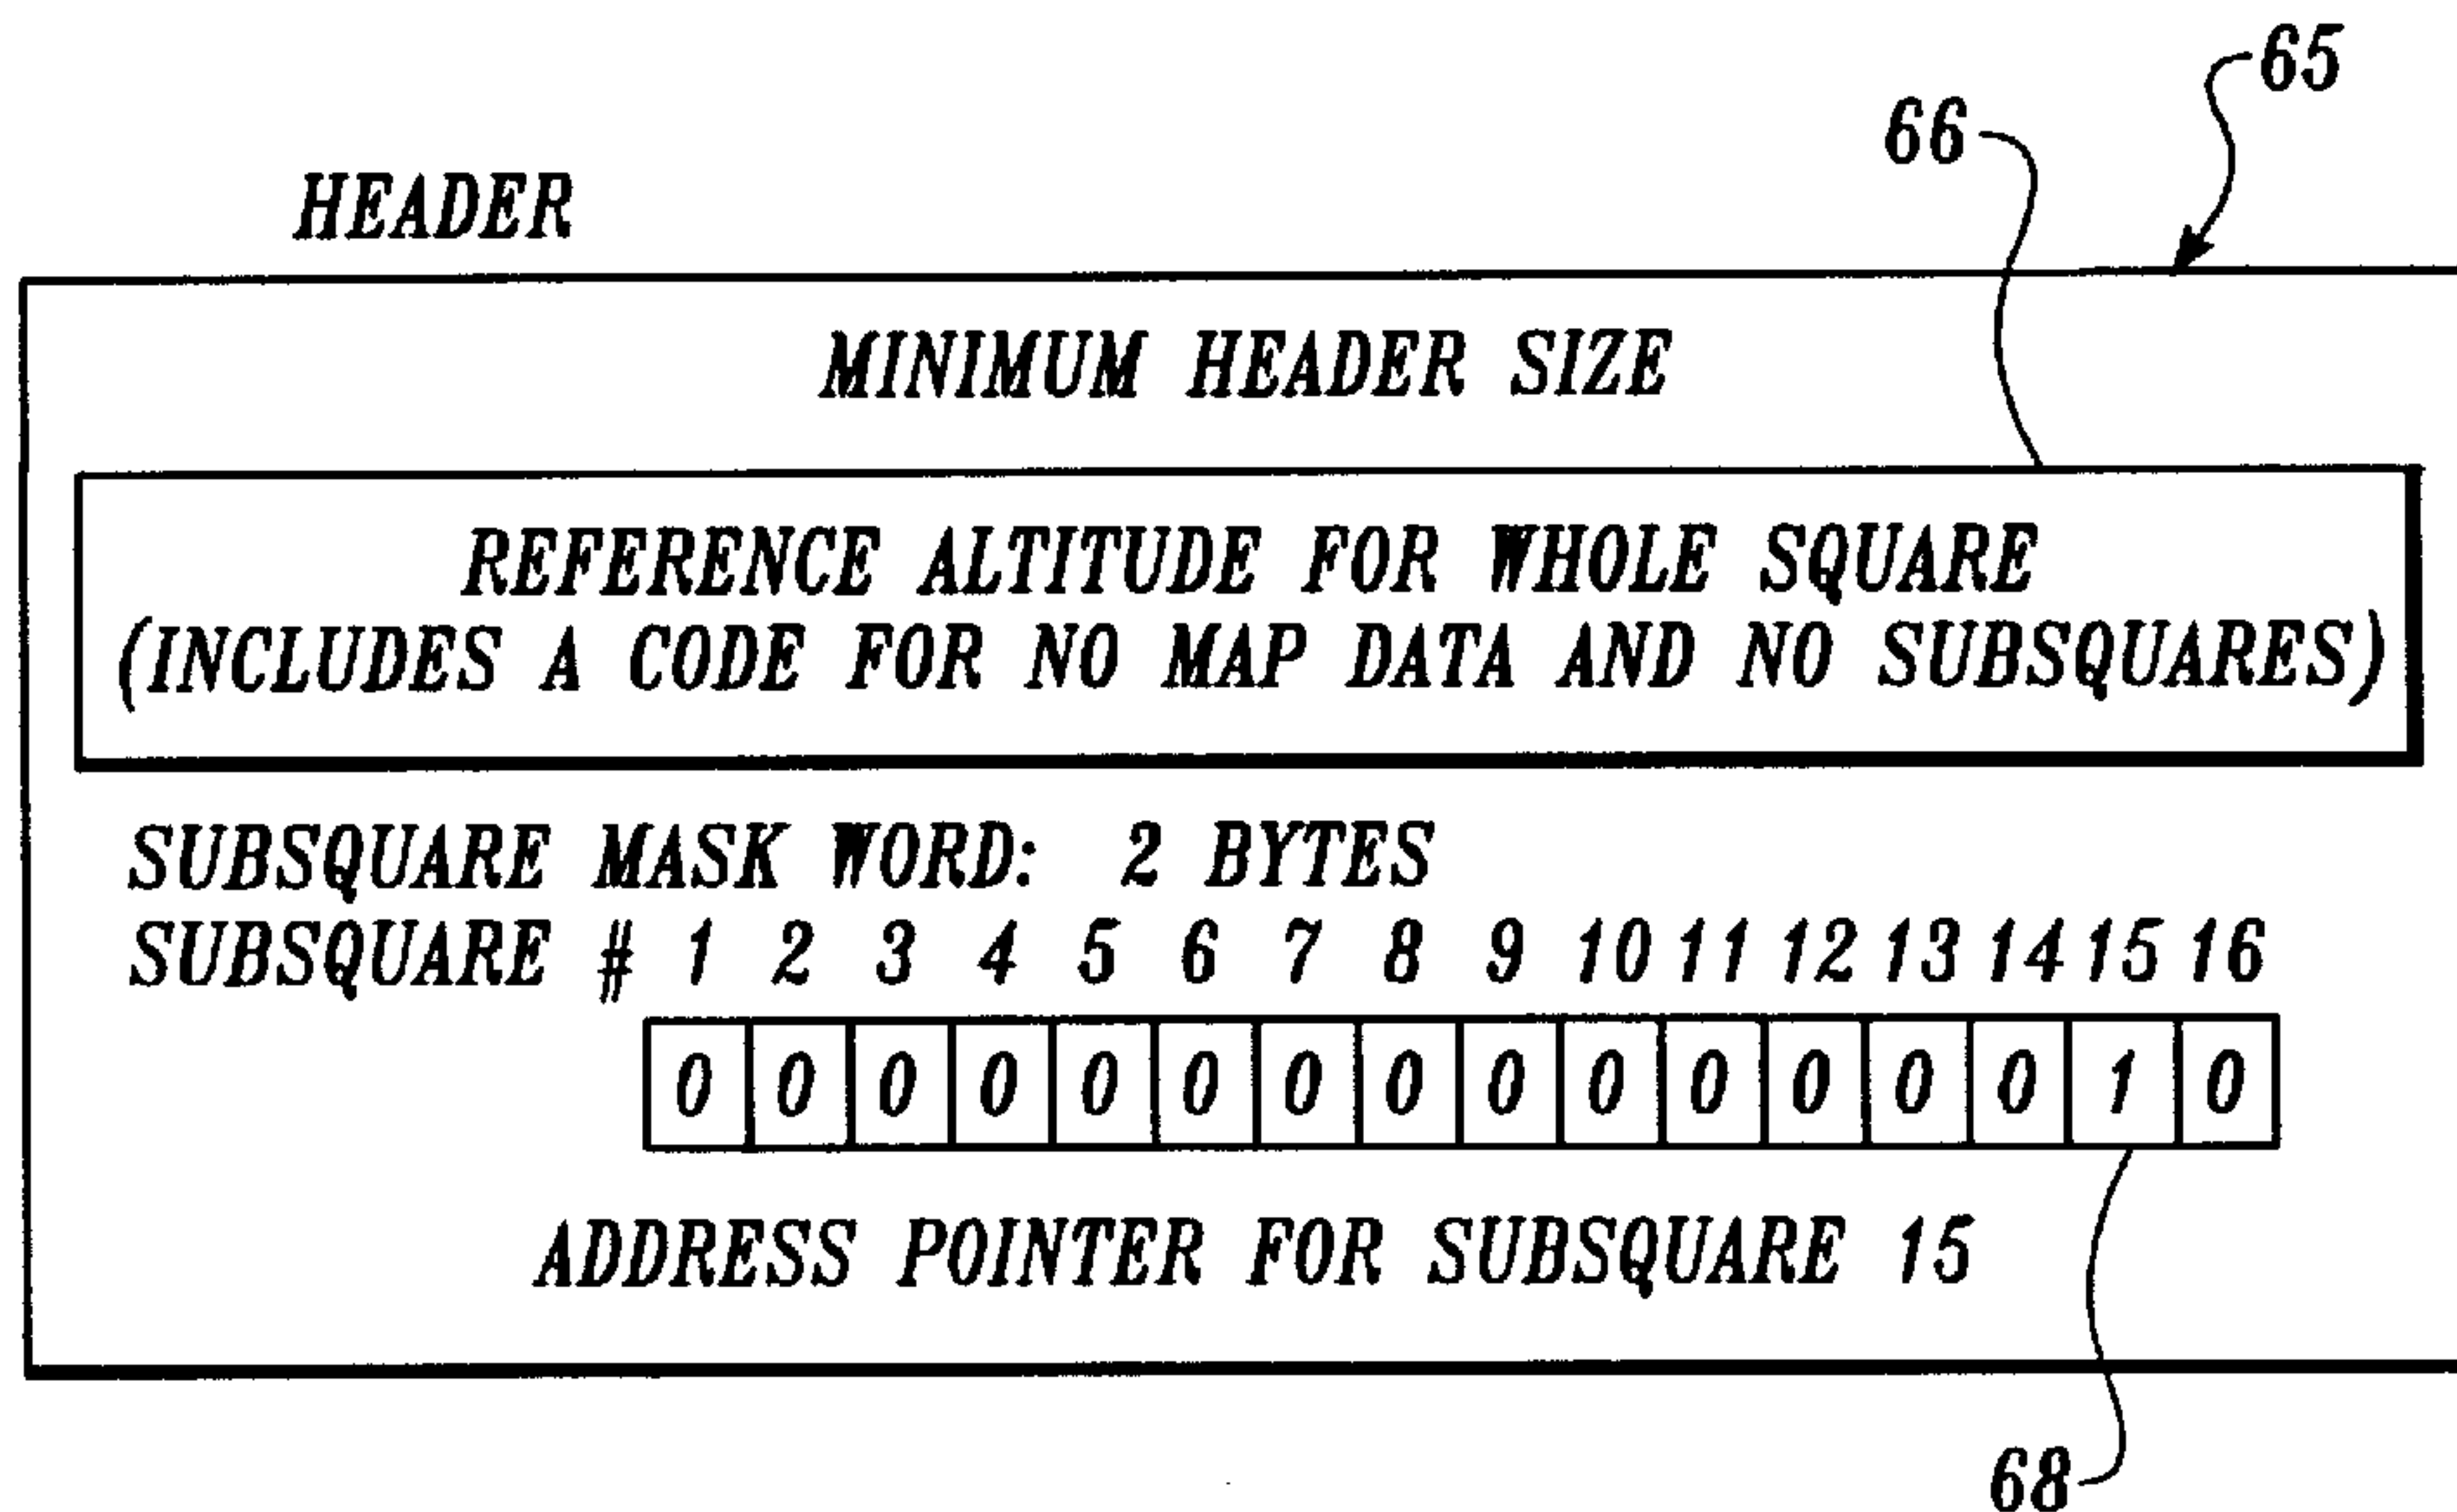 65
66
HEADER
MINIMUM HEADER SIZE
REFERENCE ALTITUDE FOR WHOLE SQUARE
(INCLUDES A CODE FOR NO MAP DATA AND NO SUBSQUARES)
SUBSQUARE MASK WORD: 2 BYTES
SUBSQUARE # 1 2 3 4 5 6 7 8 9 10 11 12 13 14 15 16
0 0 0 0 0 0 0 0 0 0 0 0 0 0 1 0
ADDRESS POINTER FOR SUBSQUARE 15
68